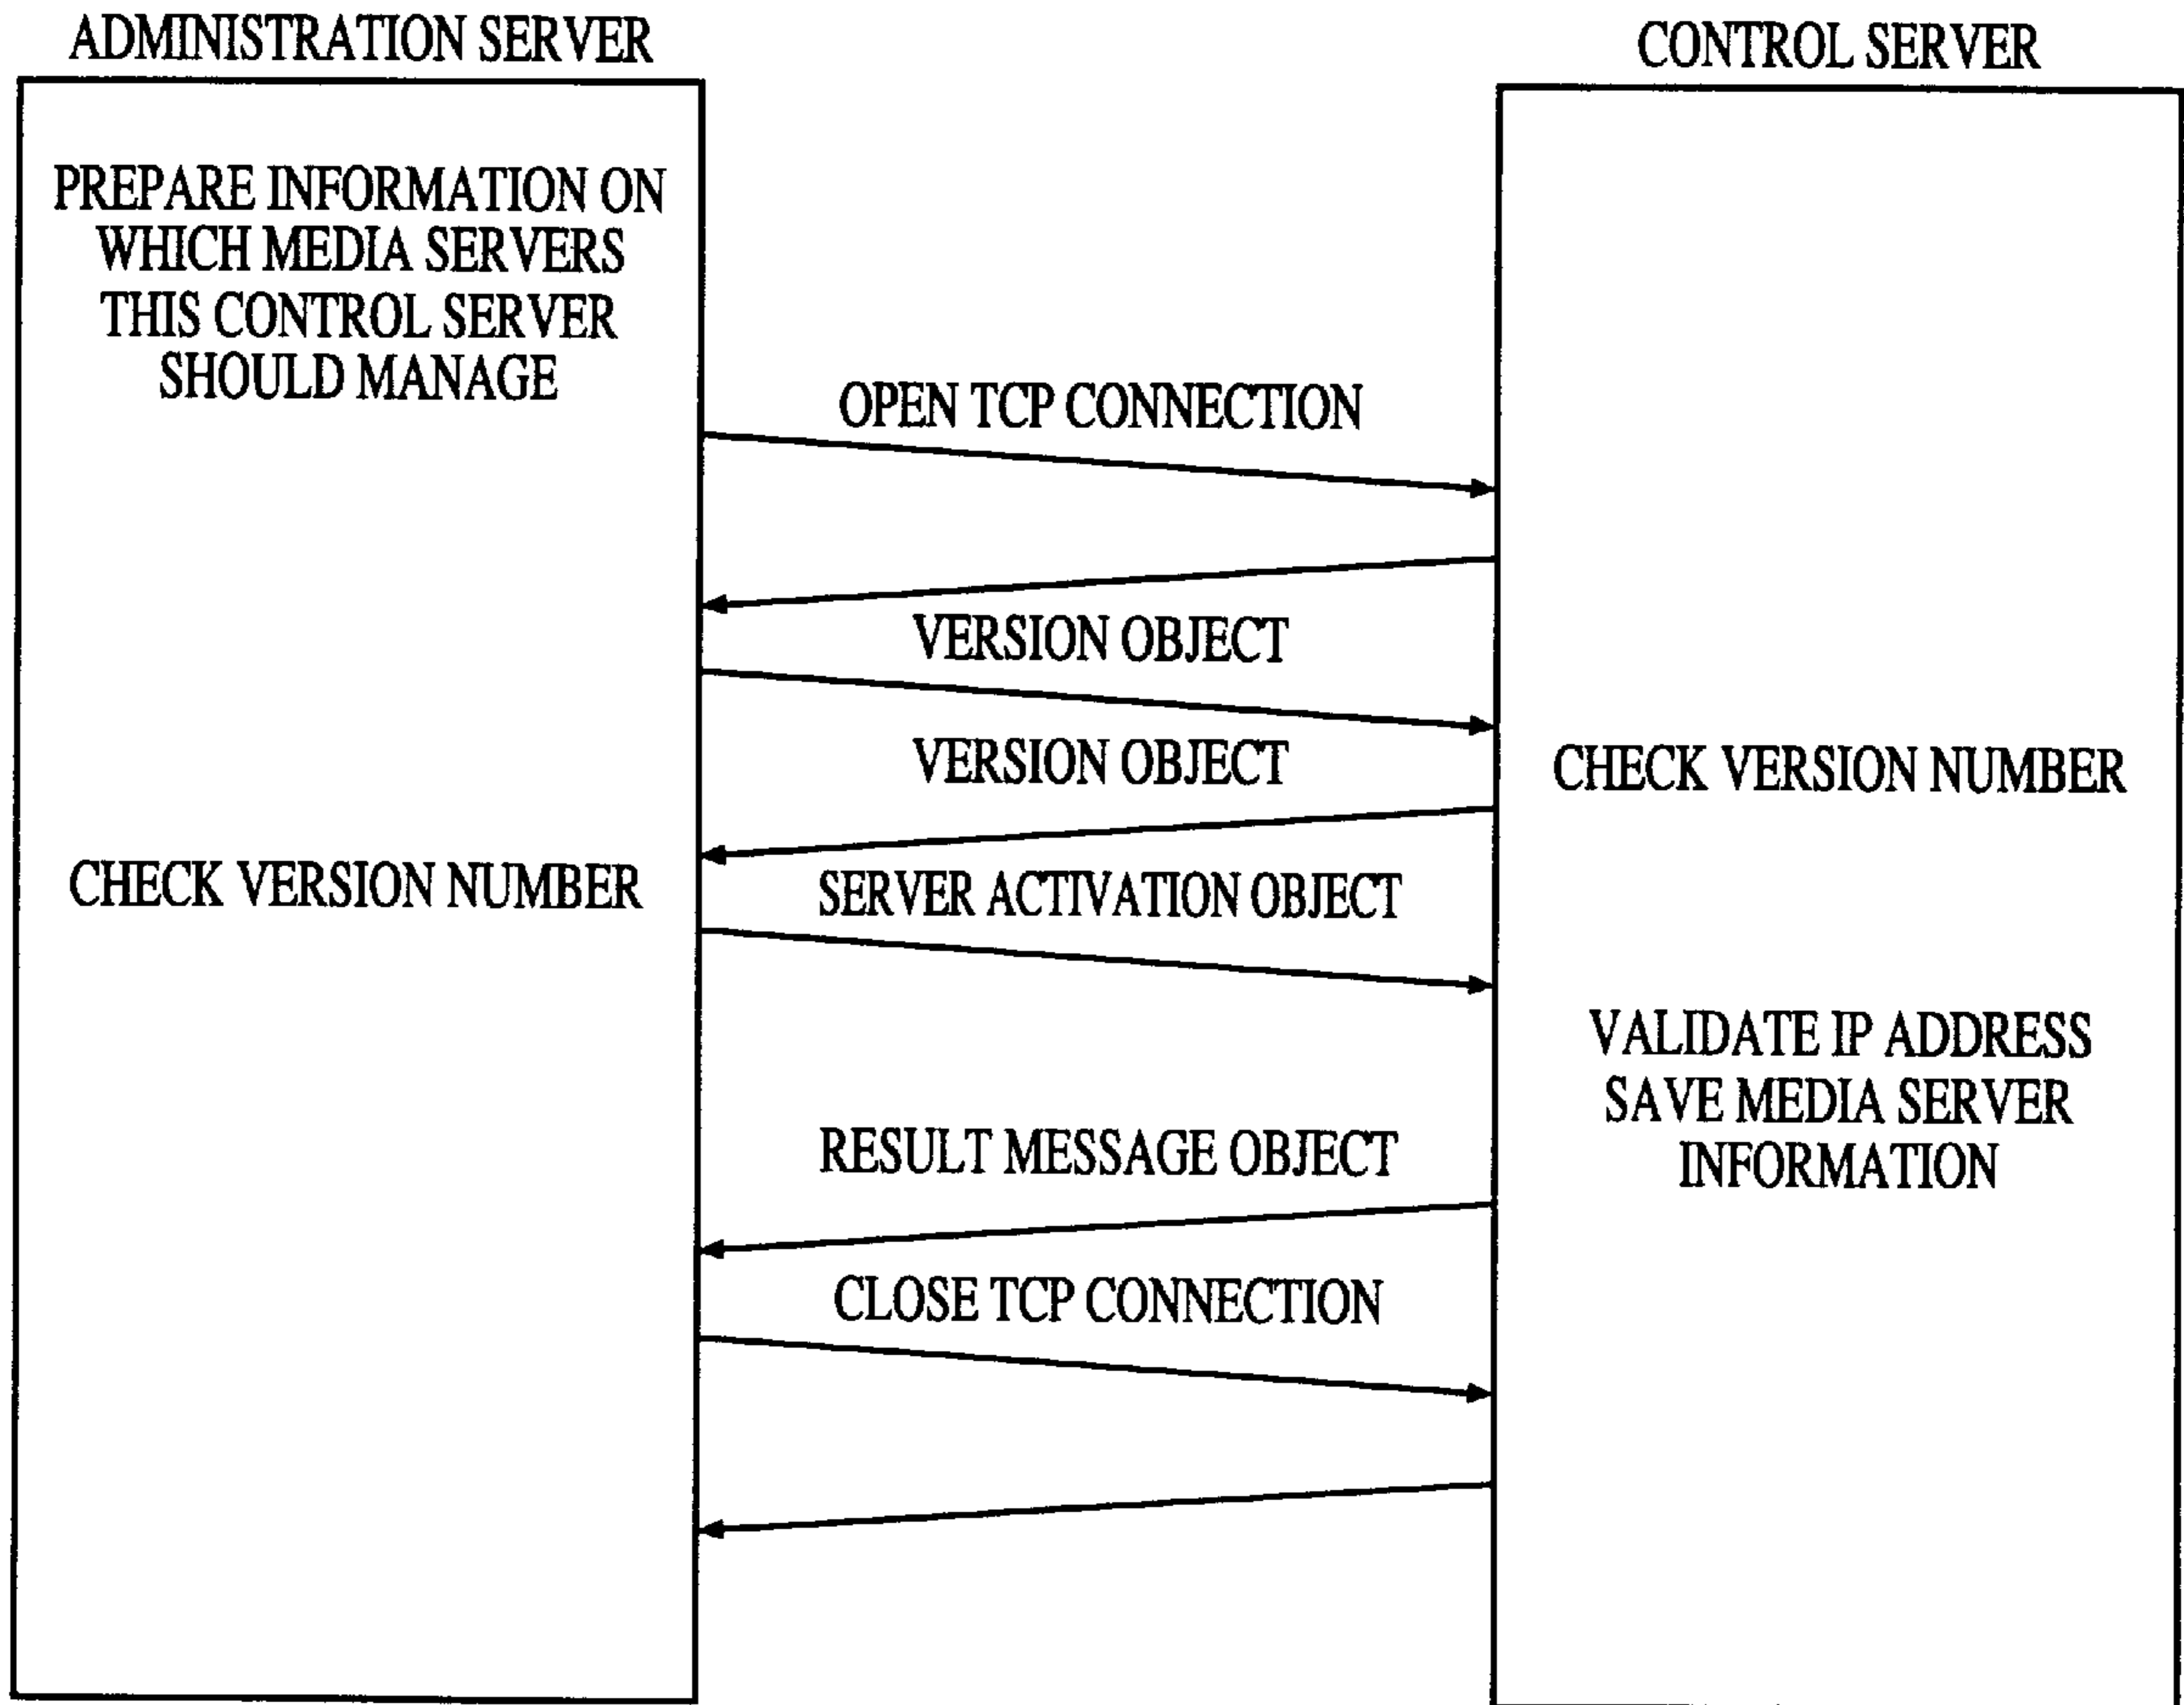 ADMINISTRATION SERVER
CONTROL SERVER
PREPARE INFORMATION ON
WHICH MEDIA SERVERS
THIS CONTROL SERVER
SHOULD MANAGE
OPEN TCP CONNECTION
VERSION OBJECT
VERSION OBJECT
CHECK VERSION NUMBER
CHECK VERSION NUMBER
SERVER ACTIVATION OBJECT
VALIDATE IP ADDRESS
SAVE MEDIA SERVER
INFORMATION
RESULT MESSAGE OBJECT
CLOSE TCP CONNECTION